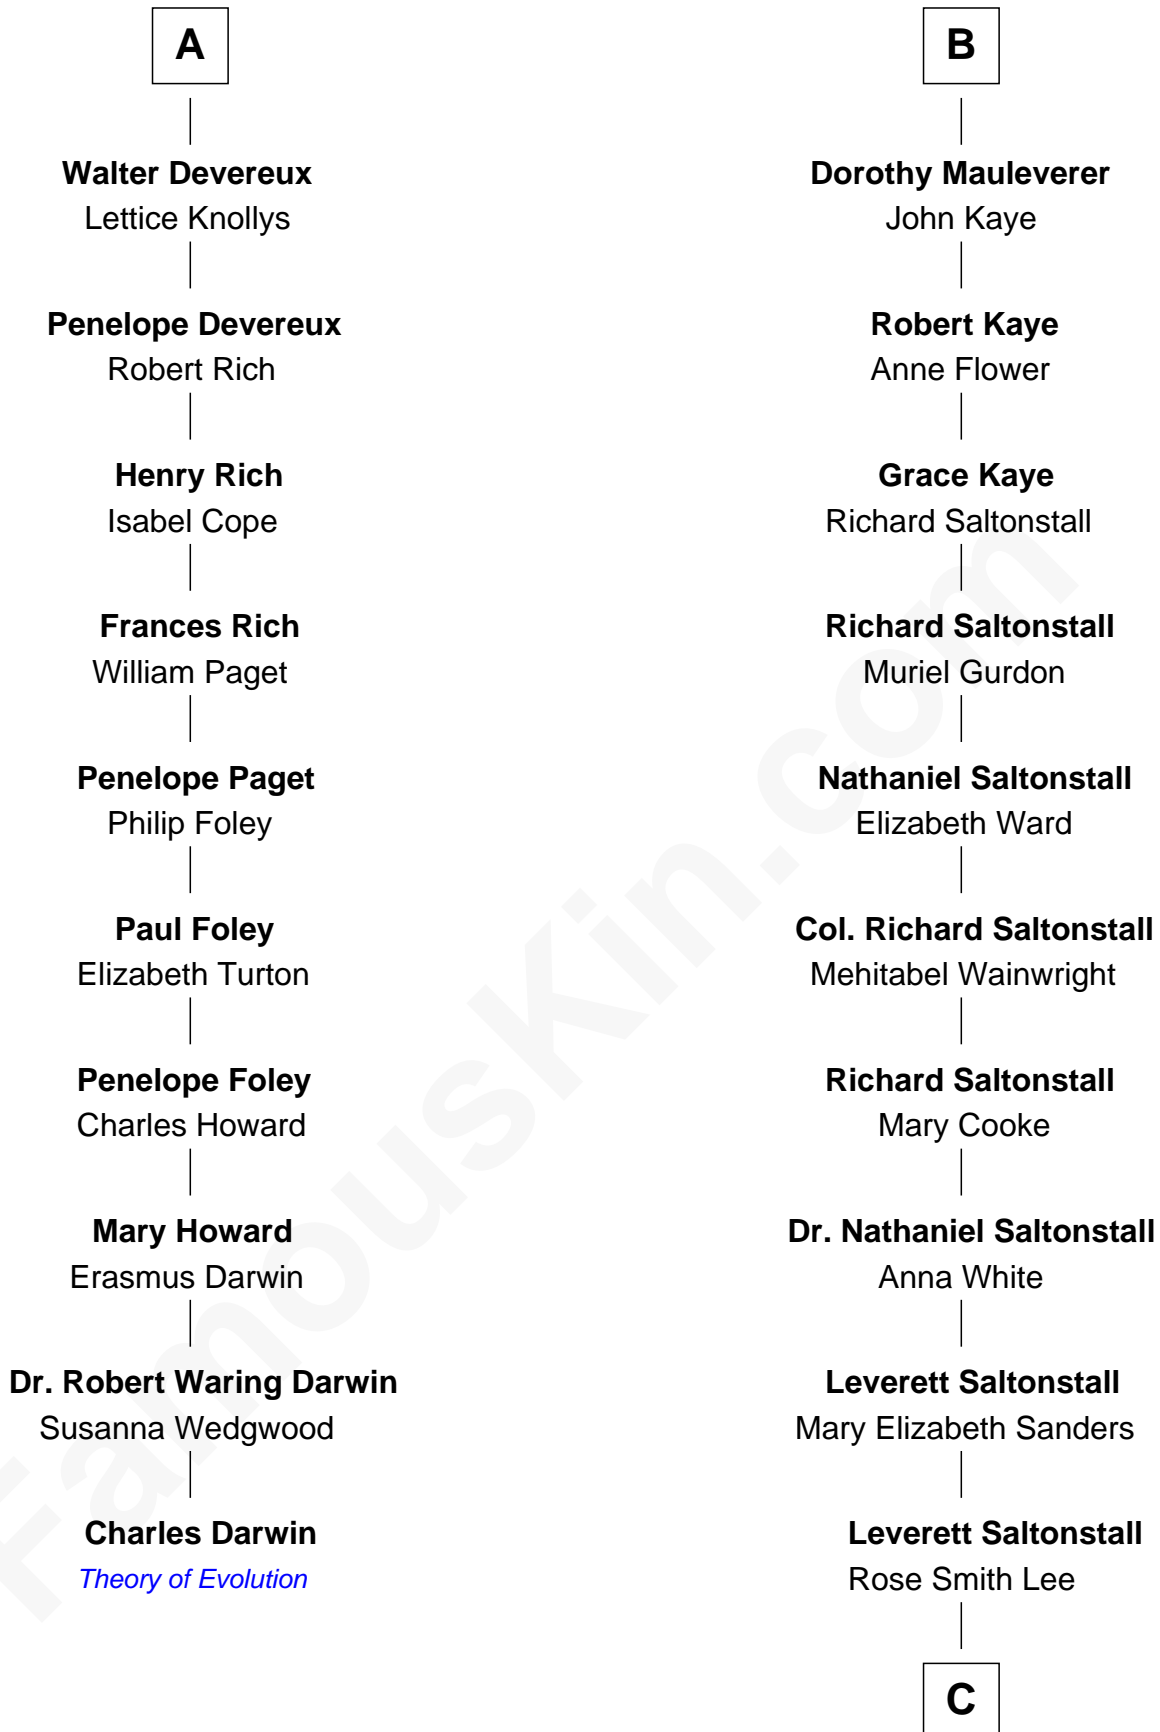 A
Walter Devereux
Lettice Knollys
Penelope Devereux
Robert Rich
Henry Rich
Isabel Cope
Frances Rich
William Paget
Penelope Paget
Philip Foley
Paul Foley
Elizabeth Turton
Penelope Foley
Charles Howard
Mary Howard
Erasmus Darwin
Dr. Robert Waring Darwin
Susanna Wedgwood
Charles Darwin
Theory of Evolution
B
Dorothy Mauleverer
John Kaye
Robert Kaye
Anne Flower
Grace Kaye
Richard Saltonstall
Richard Saltonstall
Muriel Gurdon
Nathaniel Saltonstall
Elizabeth Ward
Col. Richard Saltonstall
Mehitabel Wainwright
Richard Saltonstall
Mary Cooke
Dr. Nathaniel Saltonstall
Anna White
Leverett Saltonstall
Mary Elizabeth Sanders
Leverett Saltonstall
Rose Smith Lee
C
FamousKin.com